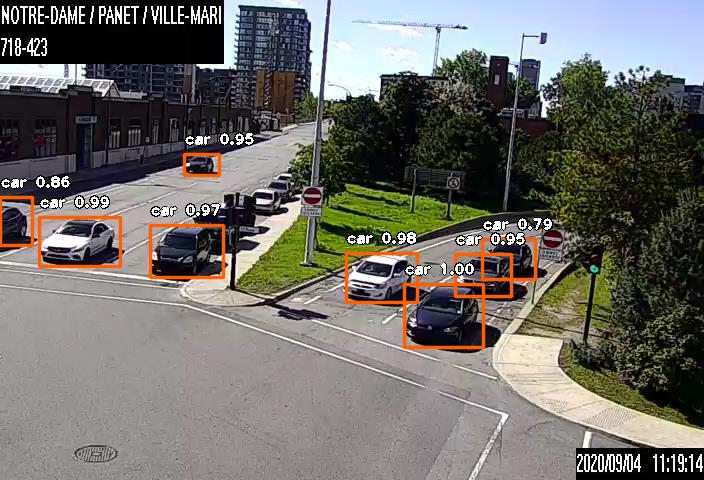 NOTRE-DAME / PANET / VILLE-MARI
718-423
car 0.95
car 0.86
car 0.99
car 0.97
car 0.79
car 0.98
car 0.95
car 1.00
2020/09/04 11:19:14